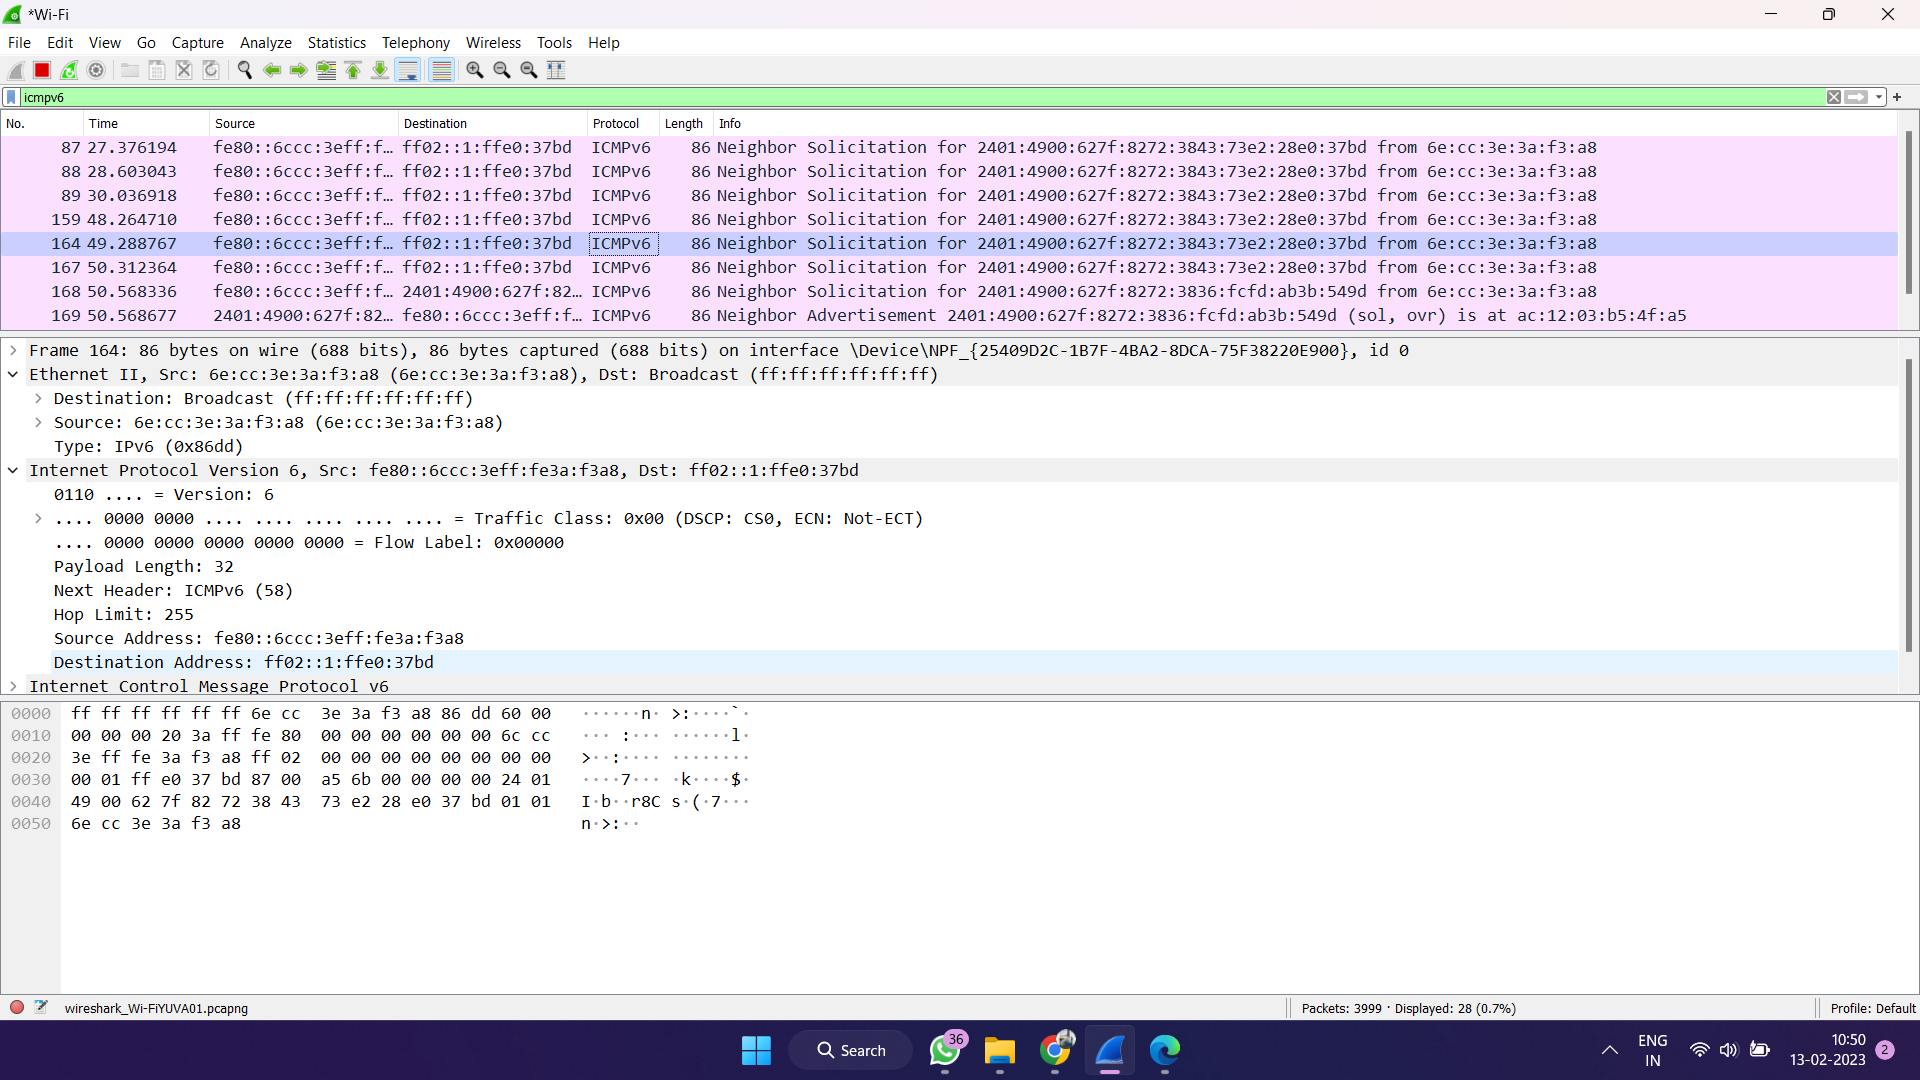 *Wi-Fi
File Edit View Go Capture Analyze Statistics Telephony Wireless Tools Help
icmpv6
No. Time Source Destination Protocol Length Info
87 27.376194 fe80::6ccc:3eff:f… ff02::1:ffe0:37bd ICMPv6 86 Neighbor Solicitation for 2401:4900:627f:8272:3843:73e2:28e0:37bd from 6e:cc:3e:3a:f3:a8
88 28.603043 fe80::6ccc:3eff:f… ff02::1:ffe0:37bd ICMPv6 86 Neighbor Solicitation for 2401:4900:627f:8272:3843:73e2:28e0:37bd from 6e:cc:3e:3a:f3:a8
89 30.036918 fe80::6ccc:3eff:f… ff02::1:ffe0:37bd ICMPv6 86 Neighbor Solicitation for 2401:4900:627f:8272:3843:73e2:28e0:37bd from 6e:cc:3e:3a:f3:a8
159 48.264710 fe80::6ccc:3eff:f… ff02::1:ffe0:37bd ICMPv6 86 Neighbor Solicitation for 2401:4900:627f:8272:3843:73e2:28e0:37bd from 6e:cc:3e:3a:f3:a8
164 49.288767 fe80::6ccc:3eff:f… ff02::1:ffe0:37bd ICMPv6 86 Neighbor Solicitation for 2401:4900:627f:8272:3843:73e2:28e0:37bd from 6e:cc:3e:3a:f3:a8
167 50.312364 fe80::6ccc:3eff:f… ff02::1:ffe0:37bd ICMPv6 86 Neighbor Solicitation for 2401:4900:627f:8272:3843:73e2:28e0:37bd from 6e:cc:3e:3a:f3:a8
168 50.568336 fe80::6ccc:3eff:f… 2401:4900:627f:82… ICMPv6 86 Neighbor Solicitation for 2401:4900:627f:8272:3836:fcfd:ab3b:549d from 6e:cc:3e:3a:f3:a8
169 50.568677 2401:4900:627f:82… fe80::6ccc:3eff:f… ICMPv6 86 Neighbor Advertisement 2401:4900:627f:8272:3836:fcfd:ab3b:549d (sol, ovr) is at ac:12:03:b5:4f:a5
Frame 164: 86 bytes on wire (688 bits), 86 bytes captured (688 bits) on interface \Device\NPF_{25409D2C-1B7F-4BA2-8DCA-75F38220E900}, id 0
Ethernet II, Src: 6e:cc:3e:3a:f3:a8 (6e:cc:3e:3a:f3:a8), Dst: Broadcast (ff:ff:ff:ff:ff:ff)
Destination: Broadcast (ff:ff:ff:ff:ff:ff)
Source: 6e:cc:3e:3a:f3:a8 (6e:cc:3e:3a:f3:a8)
Type: IPv6 (0x86dd)
Internet Protocol Version 6, Src: fe80::6ccc:3eff:fe3a:f3a8, Dst: ff02::1:ffe0:37bd
0110 .... = Version: 6
.... 0000 0000 .... .... .... .... .... = Traffic Class: 0x00 (DSCP: CS0, ECN: Not-ECT)
.... 0000 0000 0000 0000 0000 = Flow Label: 0x00000
Payload Length: 32
Next Header: ICMPv6 (58)
Hop Limit: 255
Source Address: fe80::6ccc:3eff:fe3a:f3a8
Destination Address: ff02::1:ffe0:37bd
Internet Control Message Protocol v6
0000 ff ff ff ff ff ff 6e cc 3e 3a f3 a8 86 dd 60 00 ······n· >:····`·
0010 00 00 00 20 3a ff fe 80 00 00 00 00 00 00 6c cc ··· :··· ······l·
0020 3e ff fe 3a f3 a8 ff 02 00 00 00 00 00 00 00 00 >··:···· ········
0030 00 01 ff e0 37 bd 87 00 a5 6b 00 00 00 00 24 01 ····7··· ·k····$·
0040 49 00 62 7f 82 72 38 43 73 e2 28 e0 37 bd 01 01 I·b··r8C s·(·7···
0050 6e cc 3e 3a f3 a8 n·>:··
wireshark_Wi-FiYUVA01.pcapng Packets: 3999 · Displayed: 28 (0.7%) Profile: Default
Search 36 ENG IN 10:50 13-02-2023 2